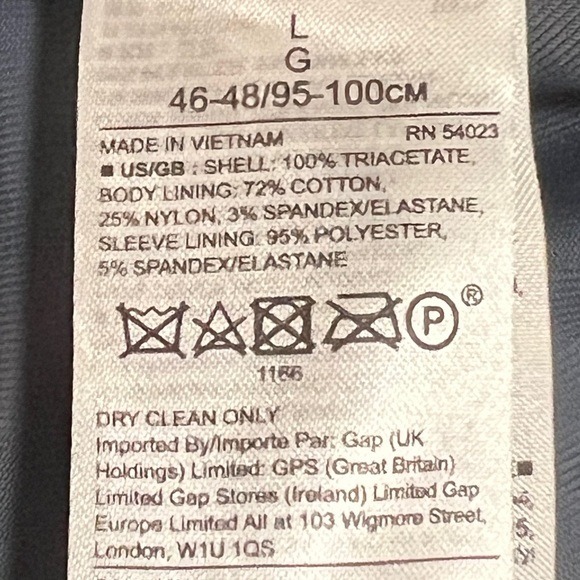 L
G
46-48/95-100CM
MADE IN VIETNAM RN 54023
■ US/GB : SHELL: 100% TRIACETATE,
BODY LINING: 72% COTTON,
25% NYLON, 3% SPANDEX/ELASTANE,
SLEEVE LINING: 95% POLYESTER,
5% SPANDEX/ELASTANE
P ®
1166
DRY CLEAN ONLY
Imported By/Importe Par: Gap (UK
Holdings) Limited: GPS (Great Britain)
Limited Gap Stores (Ireland) Limited Gap
Europe Limited All at 103 Wigmore Street,
London, W1U 1QS